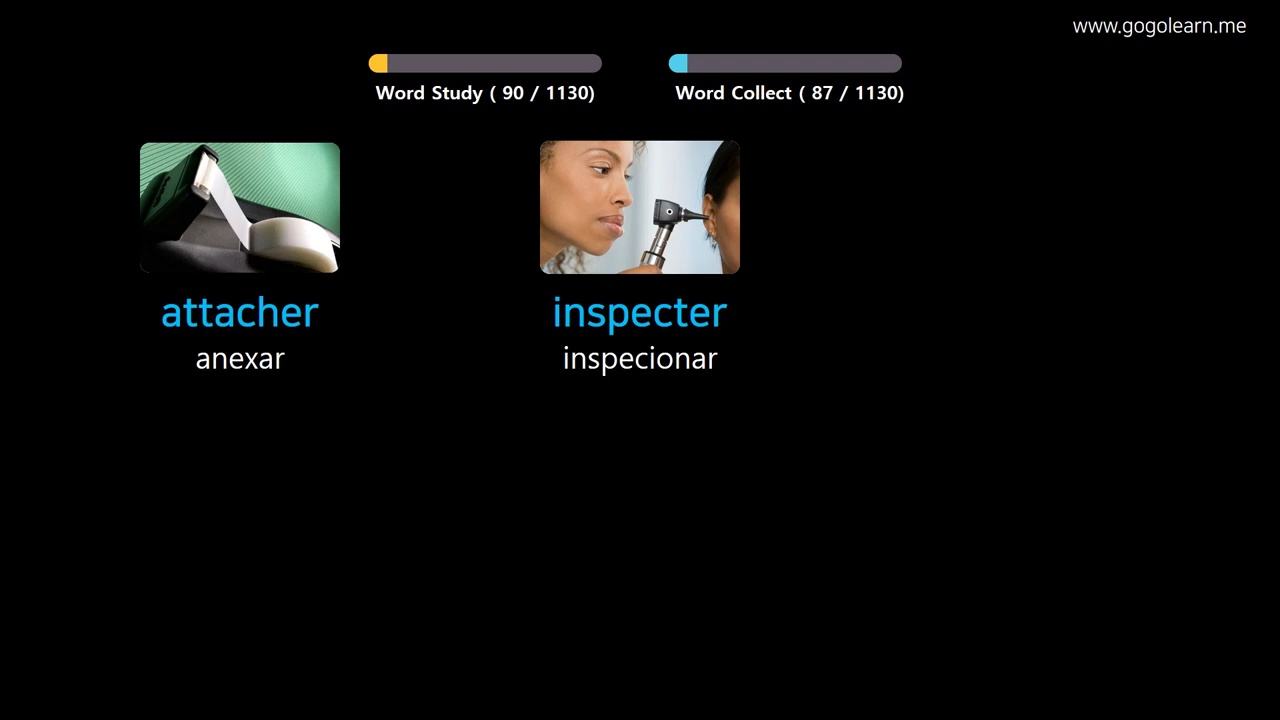 www.gogolearn.me
Word Study ( 90 / 1130)
Word Collect ( 87 / 1130)
attacher
anexar
inspecter
inspecionar